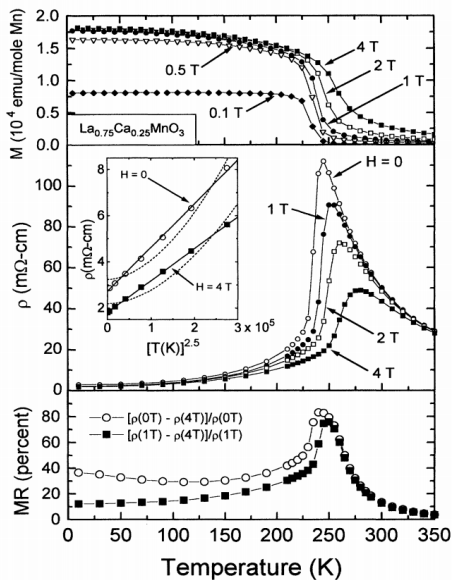 2.0
1.5
1.0
0.5
0.0
M (10⁴ emu/mole Mn)
4 T
2 T
1 T
0.5 T
0.1 T
La₀.₇₅Ca₀.₂₅MnO₃
120
100
80
60
40
20
0
ρ (mΩ-cm)
H = 0
1 T
2 T
4 T
8
6
4
2
ρ(mΩ-cm)
H = 0
H = 4 T
0 1 2 3 x 10⁵
[T(K)]²·⁵
80
60
40
20
0
MR (percent)
[ρ(0T) - ρ(4T)]/ρ(0T)
[ρ(1T) - ρ(4T)]/ρ(1T)
0 50 100 150 200 250 300 350
Temperature (K)